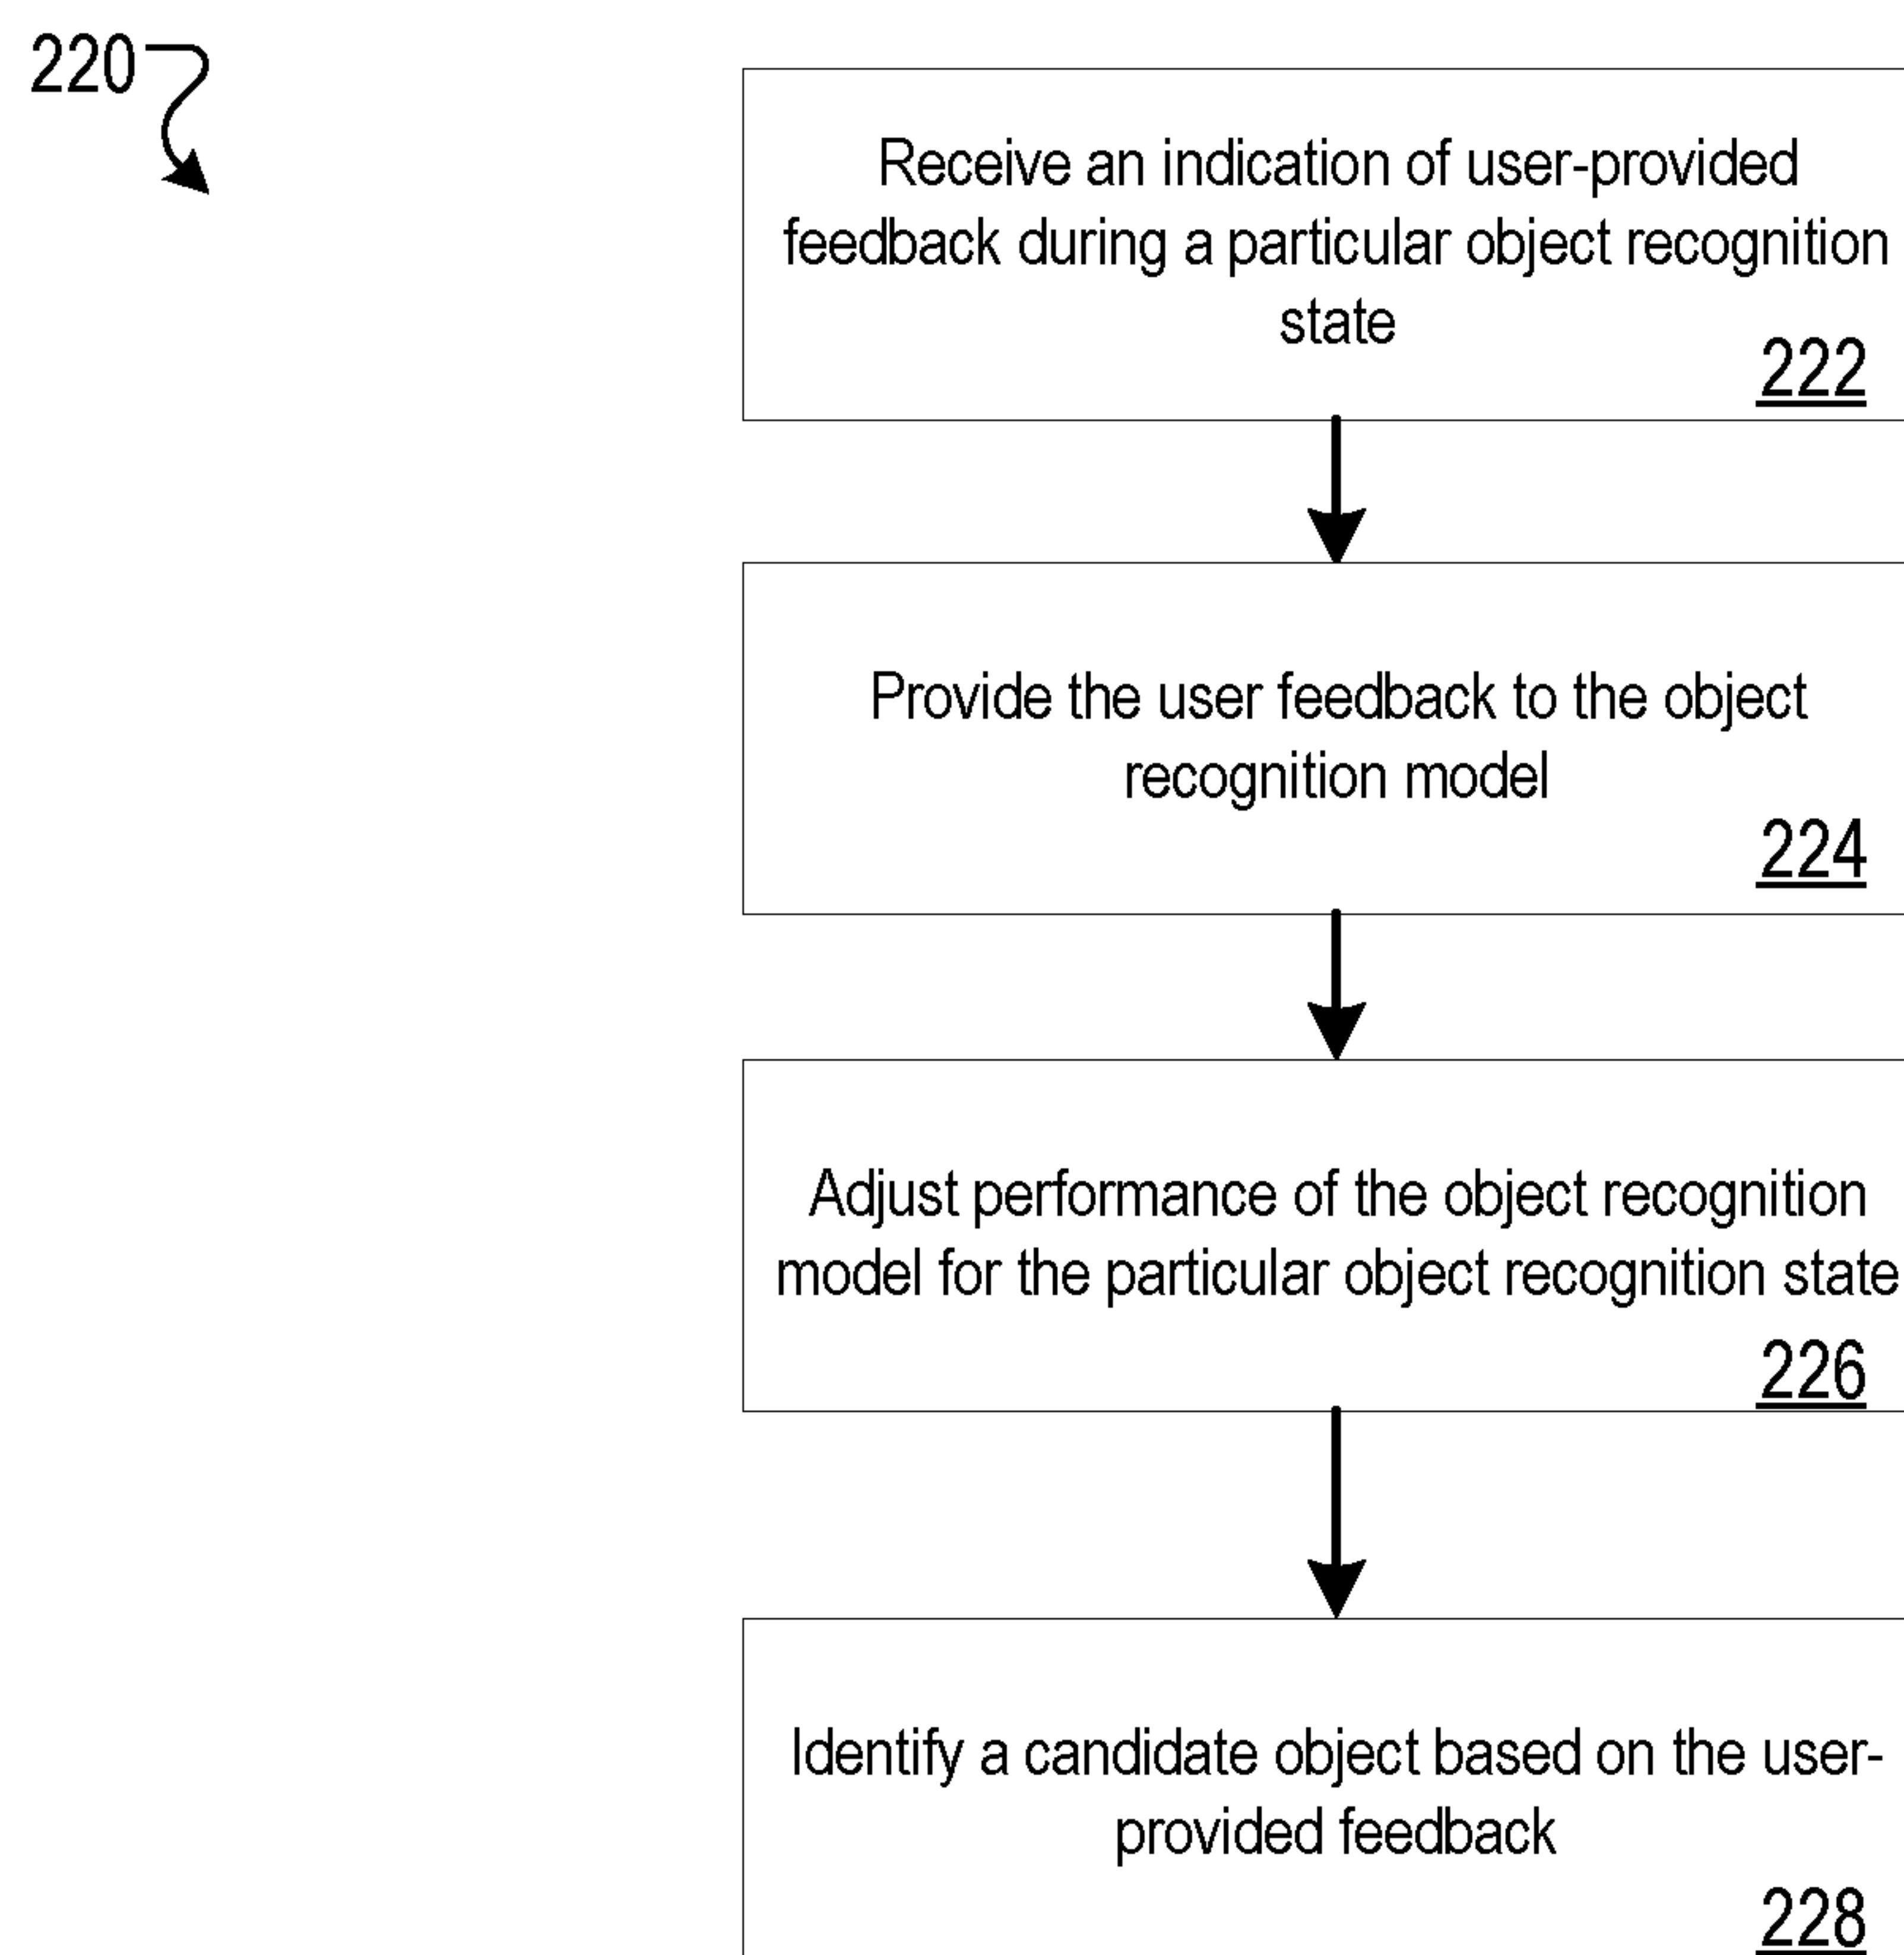 220
Receive an indication of user-provided
feedback during a particular object recognition
state
222
Provide the user feedback to the object
recognition model
224
Adjust performance of the object recognition
model for the particular object recognition state
226
Identify a candidate object based on the user-
provided feedback
228